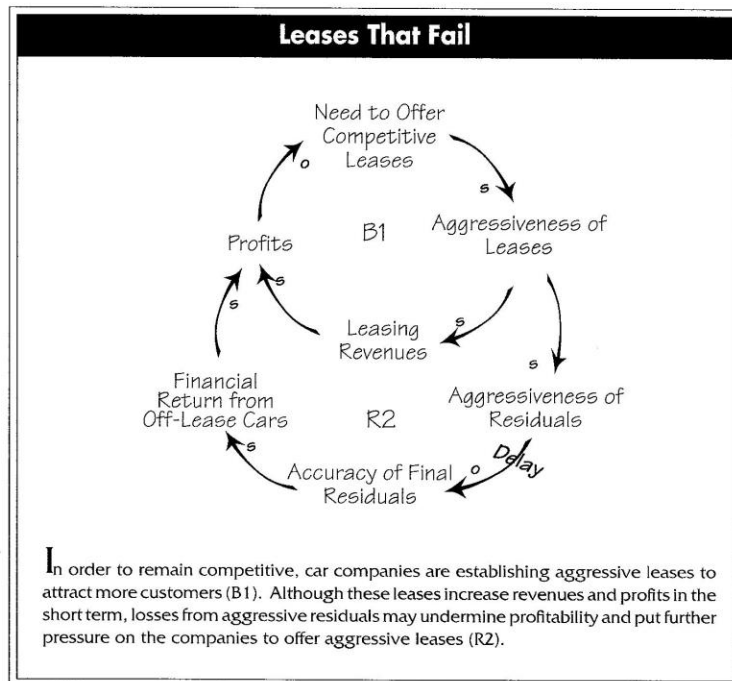 Leases That Fail
Need to Offer
Competitive
Leases
o
s
Profits
B1
Aggressiveness of
Leases
s
s
Leasing
Revenues
s
s
Financial
Return from
Off-Lease Cars
R2
Aggressiveness of
Residuals
s
Delay
o
Accuracy of Final
Residuals
In order to remain competitive, car companies are establishing aggressive leases to
attract more customers (B1). Although these leases increase revenues and profits in the
short term, losses from aggressive residuals may undermine profitability and put further
pressure on the companies to offer aggressive leases (R2).